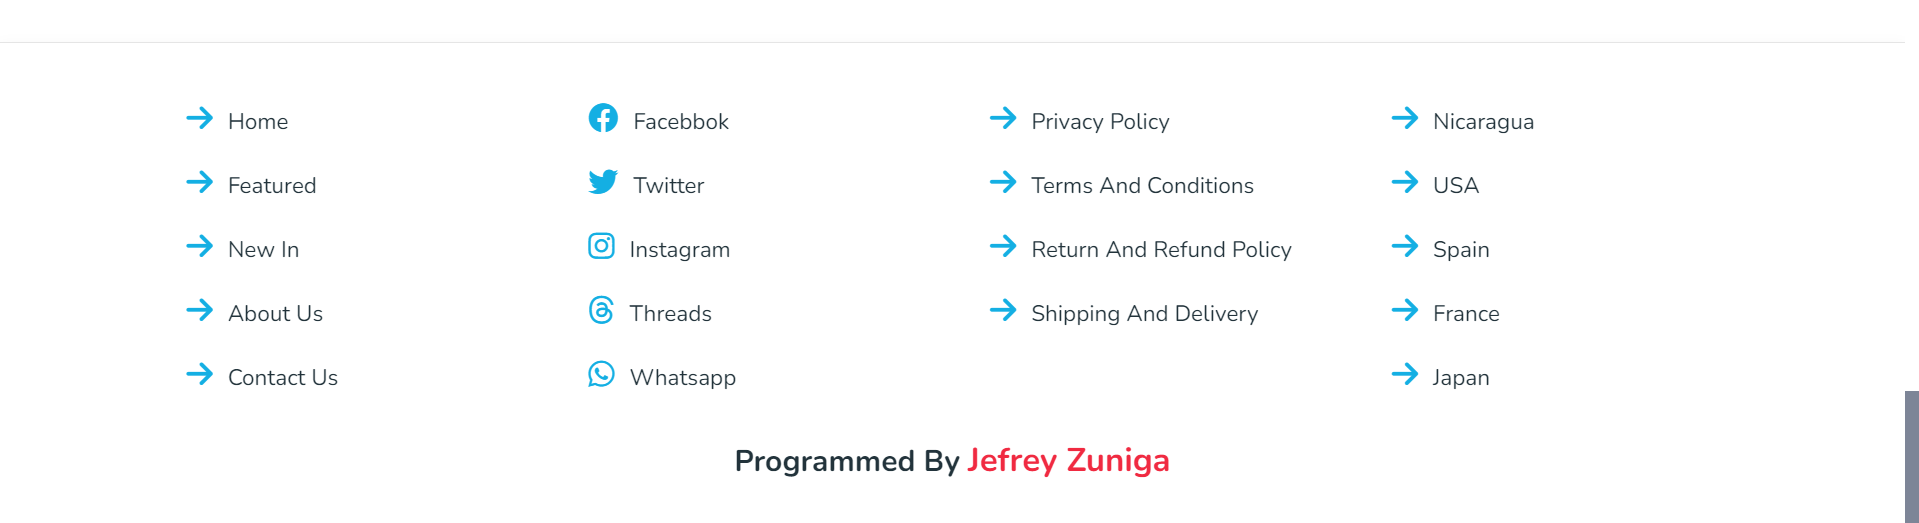 Home
Featured
New In
About Us
Contact Us
Facebbok
Twitter
Instagram
Threads
Whatsapp
Privacy Policy
Terms And Conditions
Return And Refund Policy
Shipping And Delivery
Nicaragua
USA
Spain
France
Japan
Programmed By Jefrey Zuniga